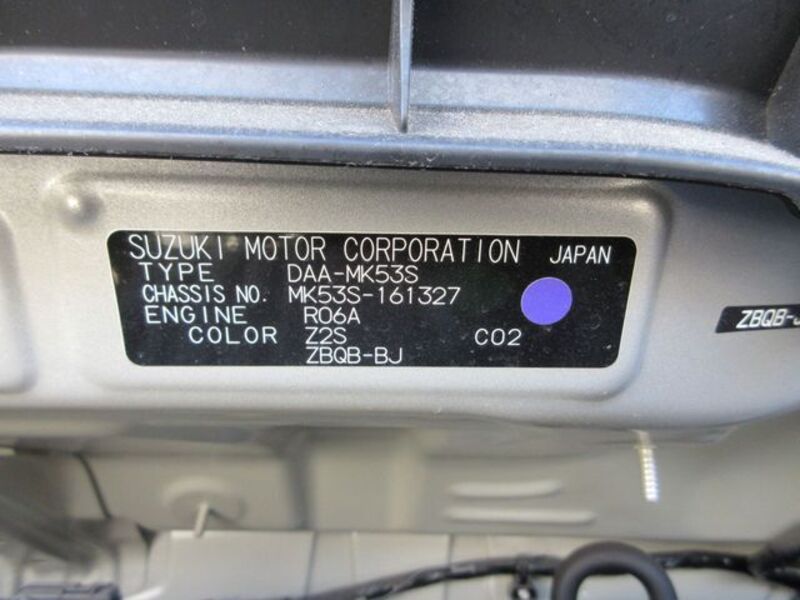 SUZUKI MOTOR CORPORATION JAPAN
TYPE DAA-MK53S
CHASSIS NO. MK53S-161327
ENGINE R06A
COLOR Z2S C02
ZBQB-BJ